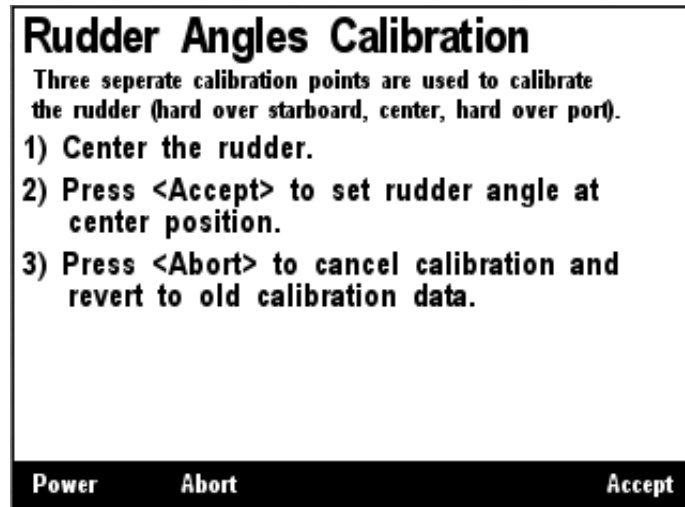 Rudder Angles Calibration
Three seperate calibration points are used to calibrate
the rudder (hard over starboard, center, hard over port).
1) Center the rudder.
2) Press <Accept> to set rudder angle at
center position.
3) Press <Abort> to cancel calibration and
revert to old calibration data.
Power Abort Accept